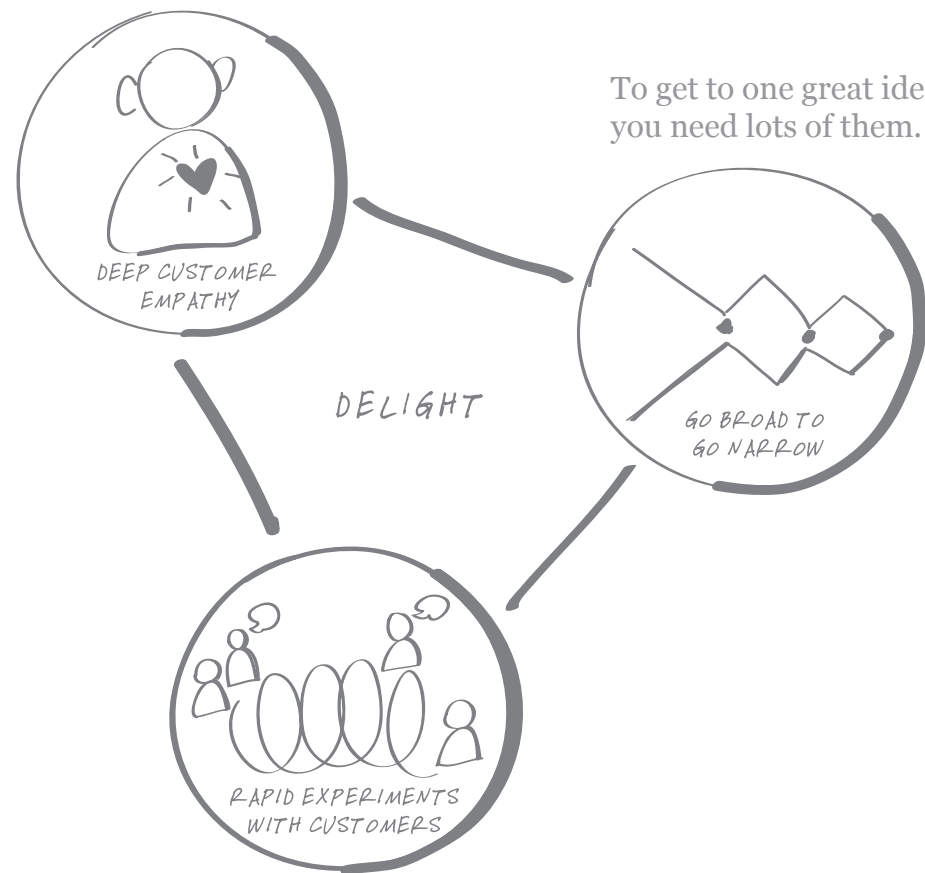 To get to one great ide
you need lots of them.
DEEP CUSTOMER
EMPATHY
DELIGHT
GO BROAD TO
GO NARROW
RAPID EXPERIMENTS
WITH CUSTOMERS